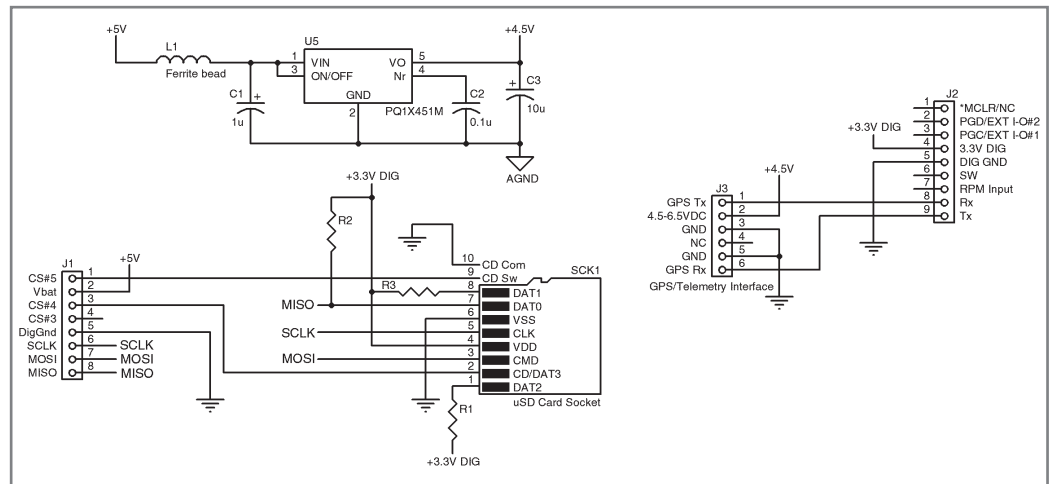 +5V
L1
Ferrite bead
U5
1 VIN
3 ON/OFF
VO 5
Nr 4
GND
2
PQ1X451M
+4.5V
C1
+
1u
C2
0.1u
+
C3
10u
AGND
J2
1 *MCLR/NC
2 PGD/EXT I-O#2
3 PGC/EXT I-O#1
+3.3V DIG
4 3.3V DIG
5 DIG GND
6 SW
7 RPM Input
8 Rx
9 Tx
+4.5V
J3
GPS Tx 1
4.5-6.5VDC 2
GND 3
NC 4
GND 5
GPS Rx 6
GPS/Telemetry Interface
+3.3V DIG
R2
J1
+5V
CS#5 1
Vbat 2
CS#4 3
CS#3 4
DigGnd 5
SCLK 6 SCLK
MOSI 7 MOSI
MISO 8 MISO
10 CD Com
9 CD Sw
SCK1
R3
8 DAT1
MISO 7 DAT0
6 VSS
SCLK 5 CLK
4 VDD
MOSI 3 CMD
2 CD/DAT3
1 DAT2
uSD Card Socket
R1
+3.3V DIG